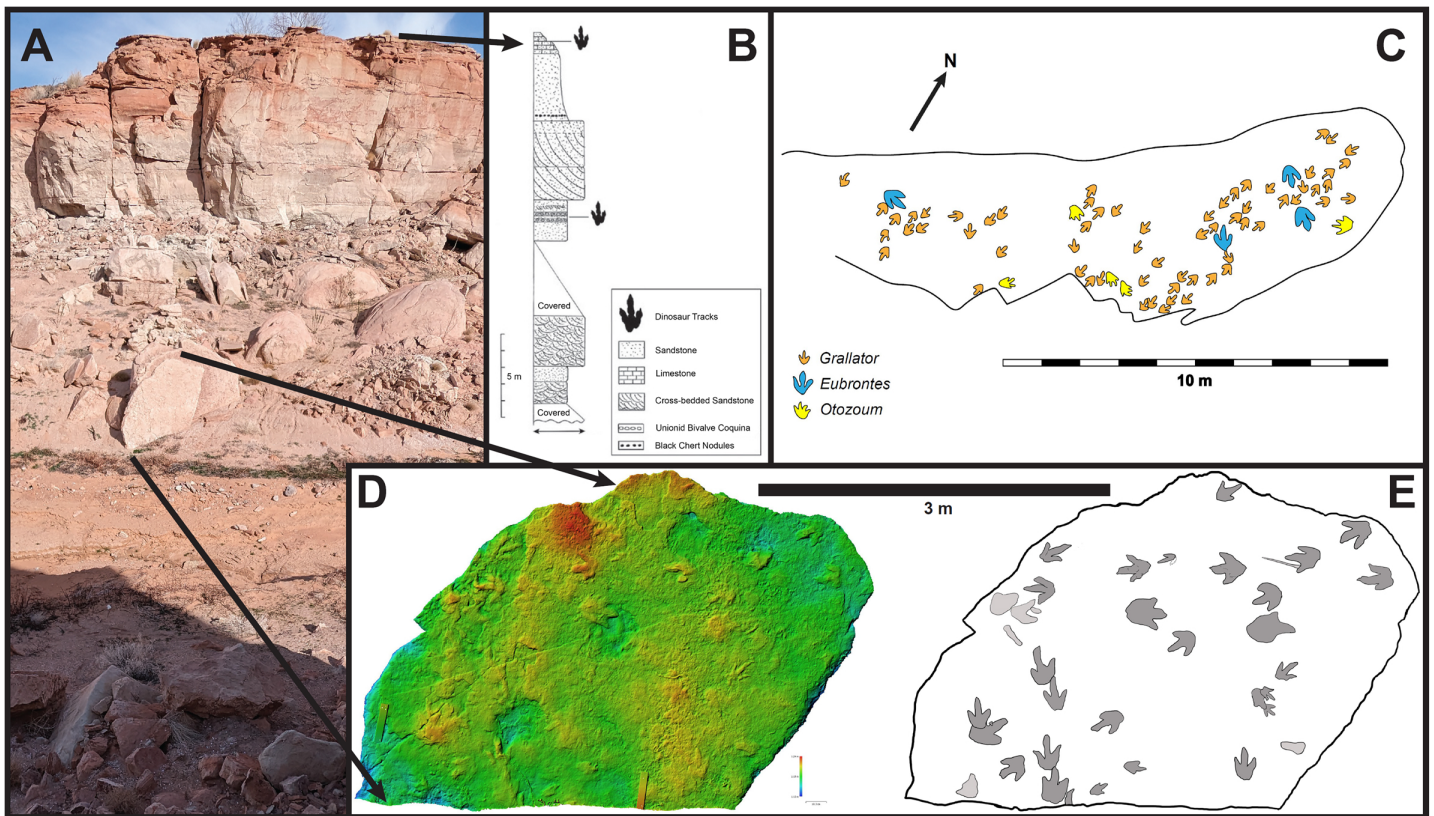 A
B
C
N
Covered
5 m
Covered
Dinosaur Tracks
Sandstone
Limestone
Cross-bedded Sandstone
Unionid Bivalve Coquina
Black Chert Nodules
Grallator
Eubrontes
Otozoum
10 m
D
3 m
E